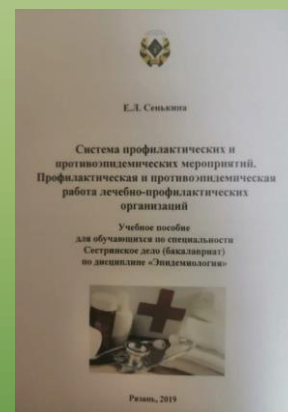 Е.Л. Сенькина
Система профилактических и
противоэпидемических мероприятий.
Профилактическая и противоэпидемическая
работа лечебно-профилактических
организаций
Учебное пособие
для обучающихся по специальности
Сестринское дело (бакалавриат)
по дисциплине «Эпидемиология»
Рязань, 2019